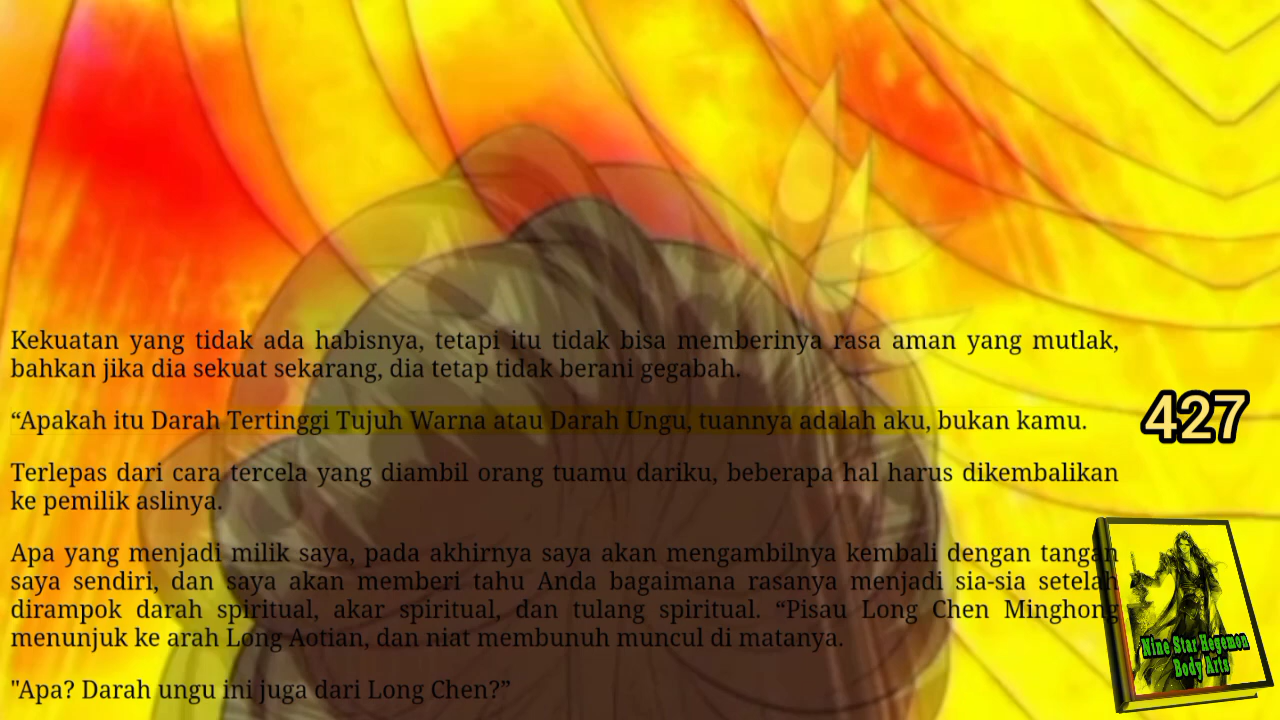 Kekuatan yang tidak ada habisnya, tetapi itu tidak bisa memberinya rasa aman yang mutlak,
bahkan jika dia sekuat sekarang, dia tetap tidak berani gegabah.
“Apakah itu Darah Tertinggi Tujuh Warna atau Darah Ungu, tuannya adalah aku, bukan kamu.
427
Terlepas dari cara tercela yang diambil orang tuamu dariku, beberapa hal harus dikembalikan
ke pemilik aslinya.
Apa yang menjadi milik saya, pada akhirnya saya akan mengambilnya kembali dengan tangan
saya sendiri, dan saya akan memberi tahu Anda bagaimana rasanya menjadi sia-sia setelah
dirampok darah spiritual, akar spiritual, dan tulang spiritual. “Pisau Long Chen Minghong
menunjuk ke arah Long Aotian, dan niat membunuh muncul di matanya.
"Apa? Darah ungu ini juga dari Long Chen?”
Nine Star Hegemon
Body Arts